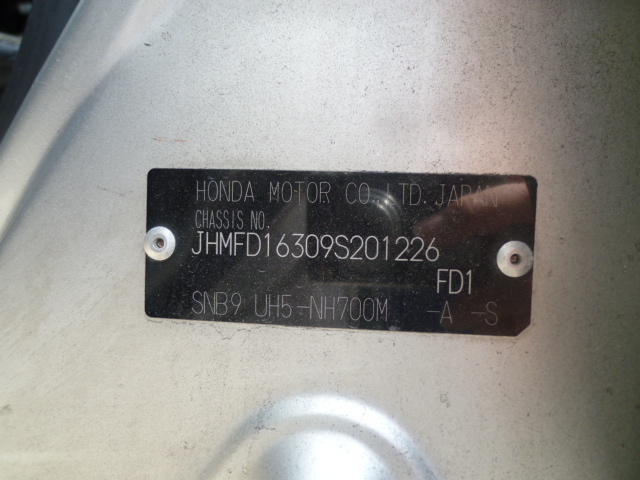 HONDA MOTOR CO.,LTD.JAPAN
CHASSIS NO.
JHMFD16309S201226
FD1
SNB9 UH5-NH700M -A -S